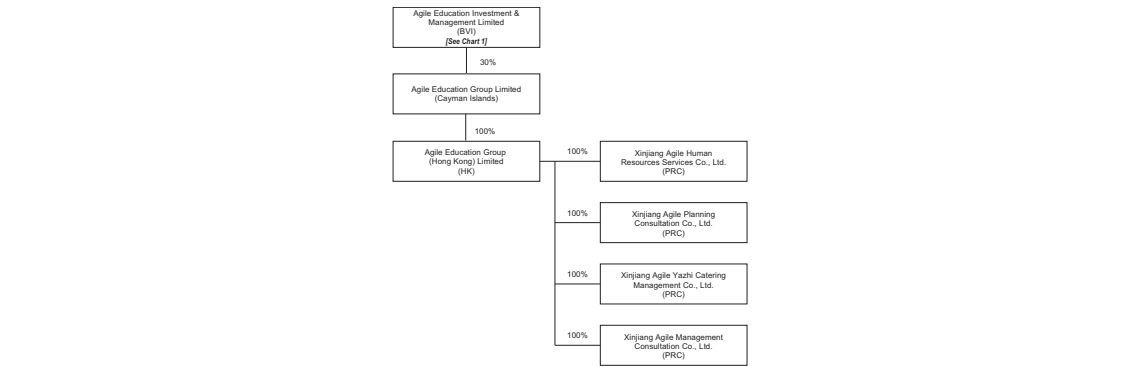 Agile Education Investment &
Management Limited
(BVI)
[See Chart 1]
30%
Agile Education Group Limited
(Cayman Islands)
100%
Agile Education Group
(Hong Kong) Limited
(HK)
100%
Xinjiang Agile Human
Resources Services Co., Ltd.
(PRC)
100%
Xinjiang Agile Planning
Consultation Co., Ltd.
(PRC)
100%
Xinjiang Agile Yazhi Catering
Management Co., Ltd.
(PRC)
100%
Xinjiang Agile Management
Consultation Co., Ltd.
(PRC)